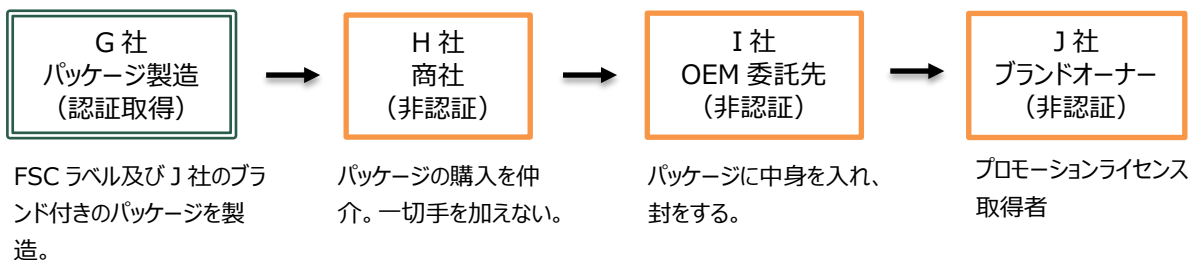 G 社
パッケージ製造
（認証取得）
H 社
商社
（非認証）
I 社
OEM 委託先
（非認証）
J 社
ブランドオーナー
（非認証）
FSC ラベル及び J 社のブラ
ンド付きのパッケージを製
造。
パッケージの購入を仲
介。一切手を加えない。
パッケージに中身を入れ、
封をする。
プロモーションライセンス
取得者